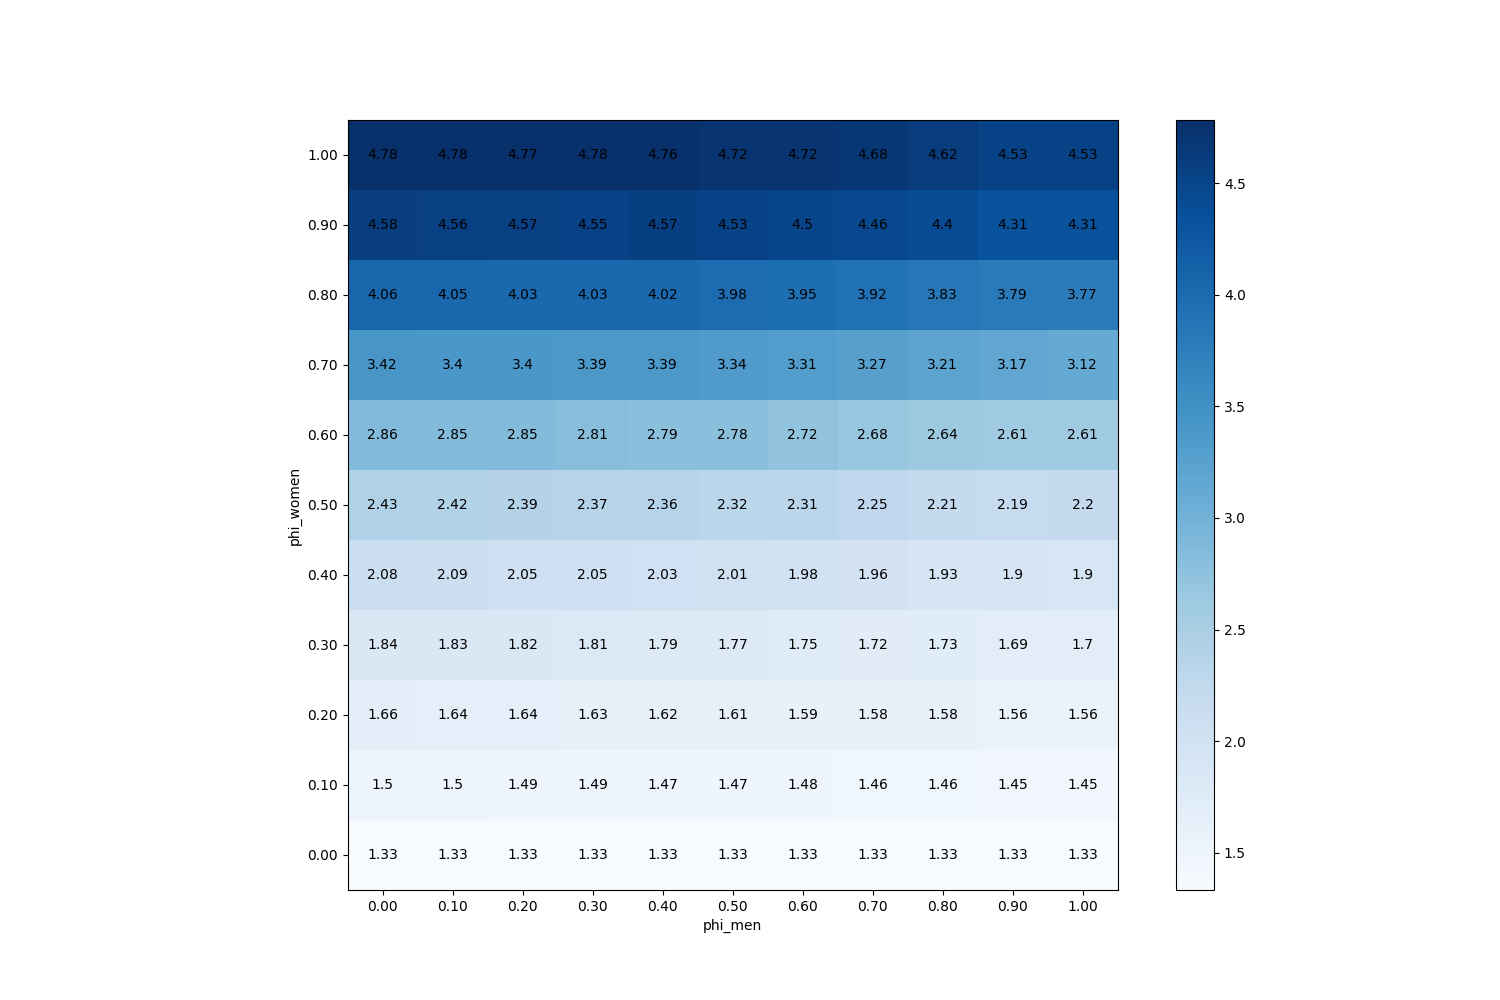 1.00 4.78 4.78 4.77 4.78 4.76 4.72 4.72 4.68 4.62 4.53 4.53
0.90 4.58 4.56 4.57 4.55 4.57 4.53 4.5 4.46 4.4 4.31 4.31
0.80 4.06 4.05 4.03 4.03 4.02 3.98 3.95 3.92 3.83 3.79 3.77
0.70 3.42 3.4 3.4 3.39 3.39 3.34 3.31 3.27 3.21 3.17 3.12
0.60 2.86 2.85 2.85 2.81 2.79 2.78 2.72 2.68 2.64 2.61 2.61
0.50 2.43 2.42 2.39 2.37 2.36 2.32 2.31 2.25 2.21 2.19 2.2
0.40 2.08 2.09 2.05 2.05 2.03 2.01 1.98 1.96 1.93 1.9 1.9
0.30 1.84 1.83 1.82 1.81 1.79 1.77 1.75 1.72 1.73 1.69 1.7
0.20 1.66 1.64 1.64 1.63 1.62 1.61 1.59 1.58 1.58 1.56 1.56
0.10 1.5 1.5 1.49 1.49 1.47 1.47 1.48 1.46 1.46 1.45 1.45
0.00 1.33 1.33 1.33 1.33 1.33 1.33 1.33 1.33 1.33 1.33 1.33
0.00 0.10 0.20 0.30 0.40 0.50 0.60 0.70 0.80 0.90 1.00
phi_men
phi_women
4.5
4.0
3.5
3.0
2.5
2.0
1.5